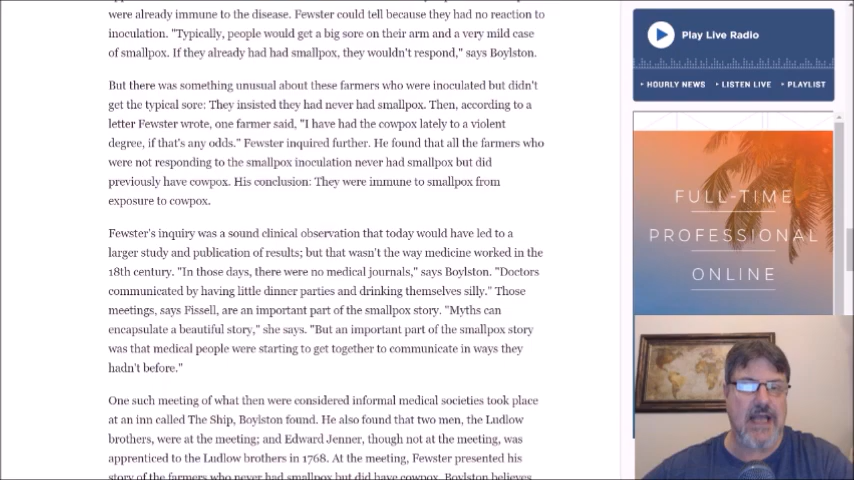 were already immune to the disease. Fewster could tell because they had no reaction to
inoculation. "Typically, people would get a big sore on their arm and a very mild case
of smallpox. If they already had had smallpox, they wouldn't respond," says Boylston.
But there was something unusual about these farmers who were inoculated but didn't
get the typical sore: They insisted they had never had smallpox. Then, according to a
letter Fewster wrote, one farmer said, "I have had the cowpox lately to a violent
degree, if that's any odds." Fewster inquired further. He found that all the farmers who
were not responding to the smallpox inoculation never had smallpox but did
previously have cowpox. His conclusion: They were immune to smallpox from
exposure to cowpox.
Fewster's inquiry was a sound clinical observation that today would have led to a
larger study and publication of results; but that wasn't the way medicine worked in the
18th century. "In those days, there were no medical journals," says Boylston. "Doctors
communicated by having little dinner parties and drinking themselves silly." Those
meetings, says Fissell, are an important part of the smallpox story. "Myths can
encapsulate a beautiful story," she says. "But an important part of the smallpox story
was that medical people were starting to get together to communicate in ways they
hadn't before."
One such meeting of what then were considered informal medical societies took place
at an inn called The Ship, Boylston found. He also found that two men, the Ludlow
brothers, were at the meeting; and Edward Jenner, though not at the meeting, was
apprenticed to the Ludlow brothers in 1768. At the meeting, Fewster presented his
story of the farmers who never had smallpox but did have cowpox. Boylston believes
Play Live Radio
• HOURLY NEWS • LISTEN LIVE • PLAYLIST
FULL-TIME
PROFESSIONAL
ONLINE